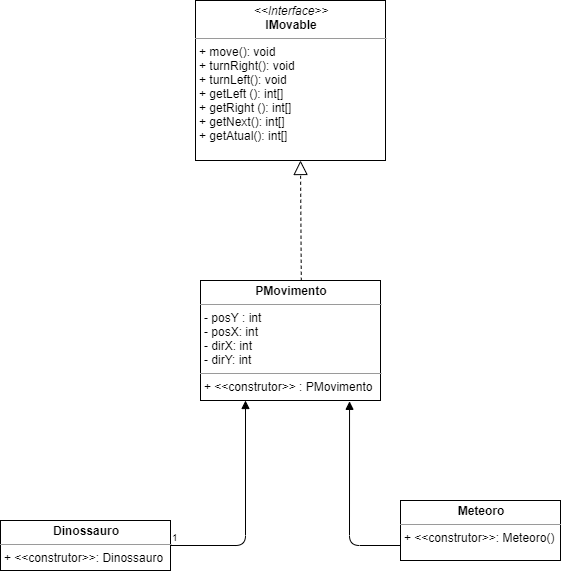 <<Interface>>
IMovable
+ move(): void
+ turnRight(): void
+ turnLeft(): void
+ getLeft (): int[]
+ getRight (): int[]
+ getNext(): int[]
+ getAtual(): int[]
PMovimento
- posY : int
- posX: int
- dirX: int
- dirY: int
+ <<construtor>> : PMovimento
Dinossauro
+ <<construtor>>: Dinossauro
1
Meteoro
+ <<construtor>>: Meteoro()